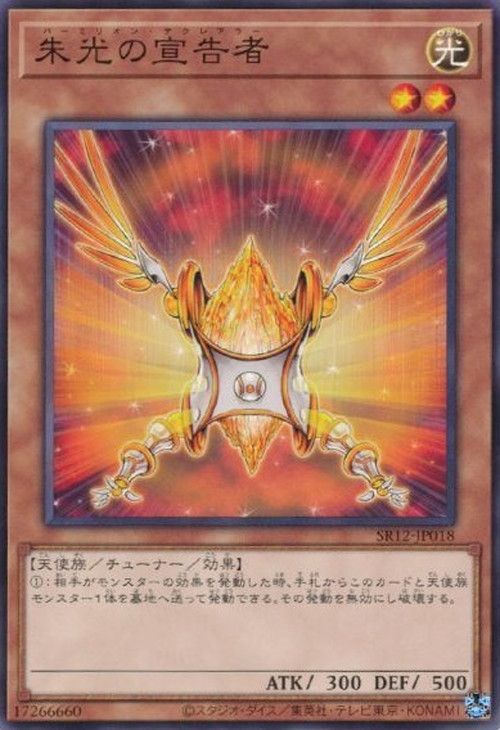 バーミリオン・デクレアラー
朱光の宣告者
ひかり
光
SR12-JP018
【天使族／チューナー／効果】
①：相手がモンスターの効果を発動した時、手札からこのカードと天使族
モンスター1体を墓地へ送って発動できる。その発動を無効にし破壊する。
ATK/ 300 DEF/ 500
17266660
©スタジオ・ダイス／集英社・テレビ東京・KONAMI